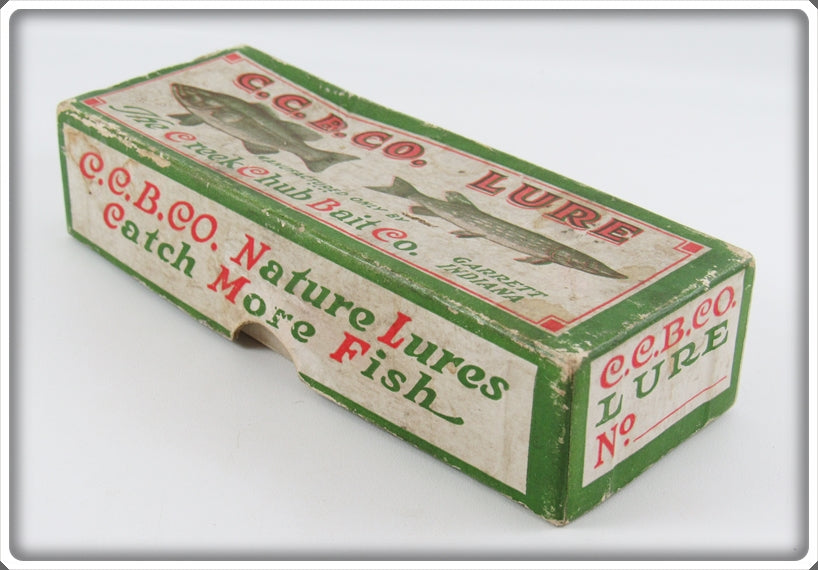 C.C.B.CO. LURE
MANUFACTURED ONLY BY
The Creek Chub Bait Co.
GARRETT
INDIANA
C.C.B.CO. Nature Lures
Catch More Fish
C.C.B.CO.
LURE
No.